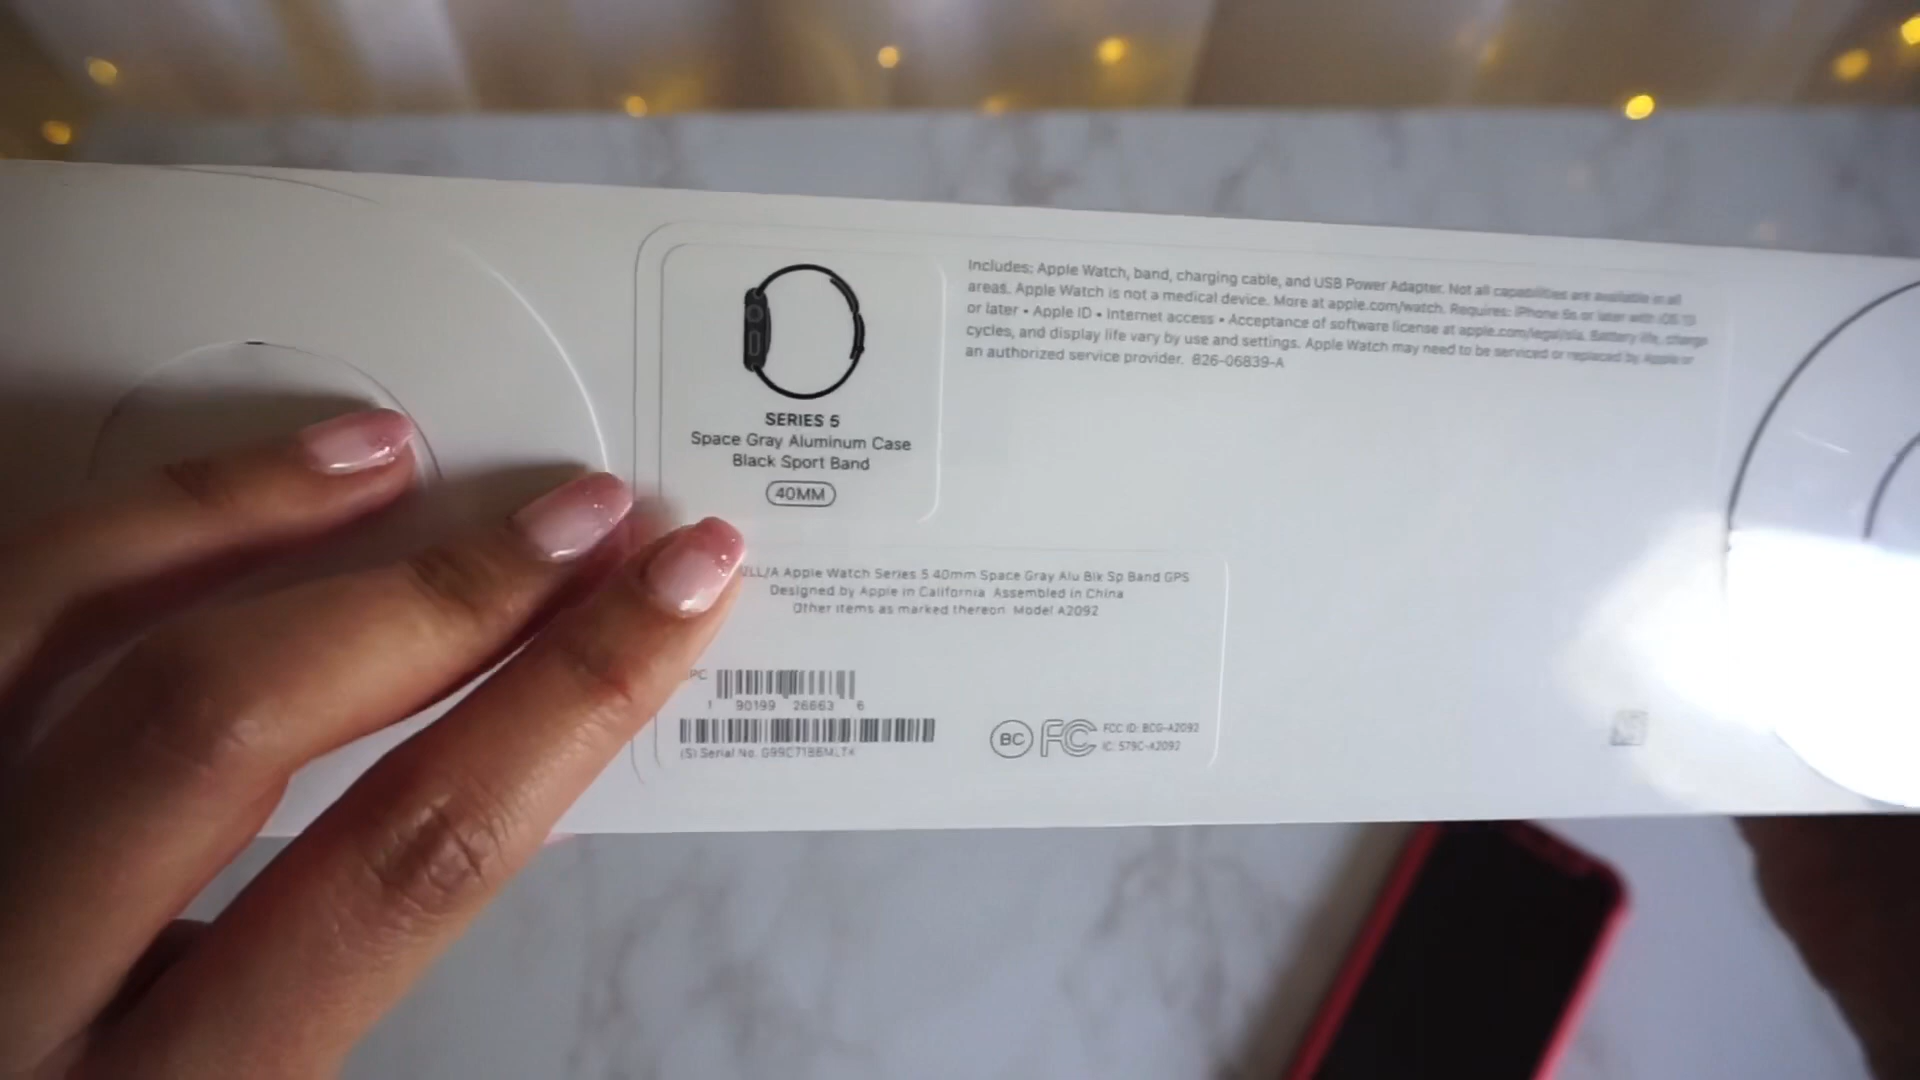 SERIES 5
Space Gray Aluminum Case
Black Sport Band
40MM
Includes: Apple Watch, band, charging cable, and USB Power Adapter. Not all capabilities are available in all
areas. Apple Watch is not a medical device. More at apple.com/watch. Requires: iPhone 6s or later with iOS 13
or later • Apple ID • Internet access • Acceptance of software license at apple.com/legal/sla. Battery life, charge
cycles, and display life vary by use and settings. Apple Watch may need to be serviced or replaced by Apple or
an authorized service provider. 826-06839-A
LL/A Apple Watch Series 5 40mm Space Gray Alu Blk Sp Band GPS
Designed by Apple in California Assembled in China
Other items as marked thereon Model A2092
PC
1 90199 26663 6
(S) Serial No.
BC FC
FCC ID: BCG-A2092
IC: 579C-A2092